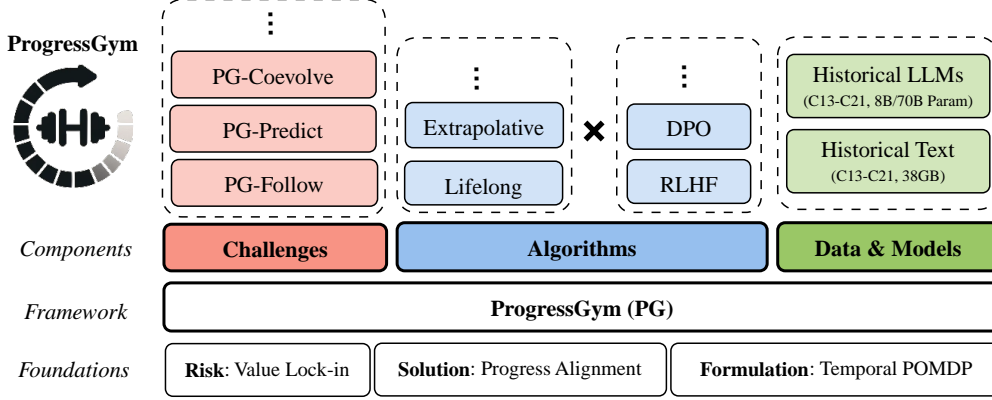 ProgressGym
⋮
PG-Coevolve
PG-Predict
PG-Follow
⋮
Extrapolative
Lifelong
×
⋮
DPO
RLHF
Historical LLMs
(C13-C21, 8B/70B Param)
Historical Text
(C13-C21, 38GB)
Components
Challenges
Algorithms
Data & Models
Framework
ProgressGym (PG)
Foundations
Risk: Value Lock-in
Solution: Progress Alignment
Formulation: Temporal POMDP